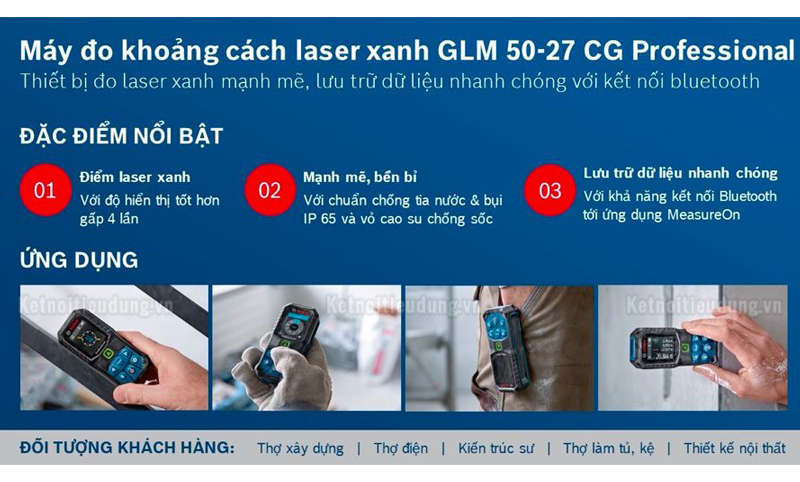 Máy đo khoảng cách laser xanh GLM 50-27 CG Professional
Thiết bị đo laser xanh mạnh mẽ, lưu trữ dữ liệu nhanh chóng với kết nối bluetooth
ĐẶC ĐIỂM NỔI BẬT
01
Điểm laser xanh
Với độ hiển thị tốt hơn
gấp 4 lần
02
Mạnh mẽ, bền bỉ
Với chuẩn chống tia nước & bụi
IP 65 và vỏ cao su chống sốc
03
Lưu trữ dữ liệu nhanh chóng
Với khả năng kết nối Bluetooth
tới ứng dụng MeasureOn
ỨNG DỤNG
Ketnoitieudung.vn
Ketnoitieudung.vn
Ketnoitieudung.vn
Ketnoitieudung.vn
ĐỐI TƯỢNG KHÁCH HÀNG: Thợ xây dựng | Thợ điện | Kiến trúc sư | Thợ làm tủ, kệ | Thiết kế nội thất